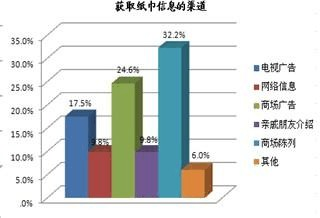 获取纸巾信息的渠道
35.0%
30.0%
25.0%
20.0%
15.0%
10.0%
5.0%
.0%
17.5%
9.8%
24.6%
9.8%
32.2%
6.0%
电视广告
网络信息
商场广告
亲戚朋友介绍
商场陈列
其他